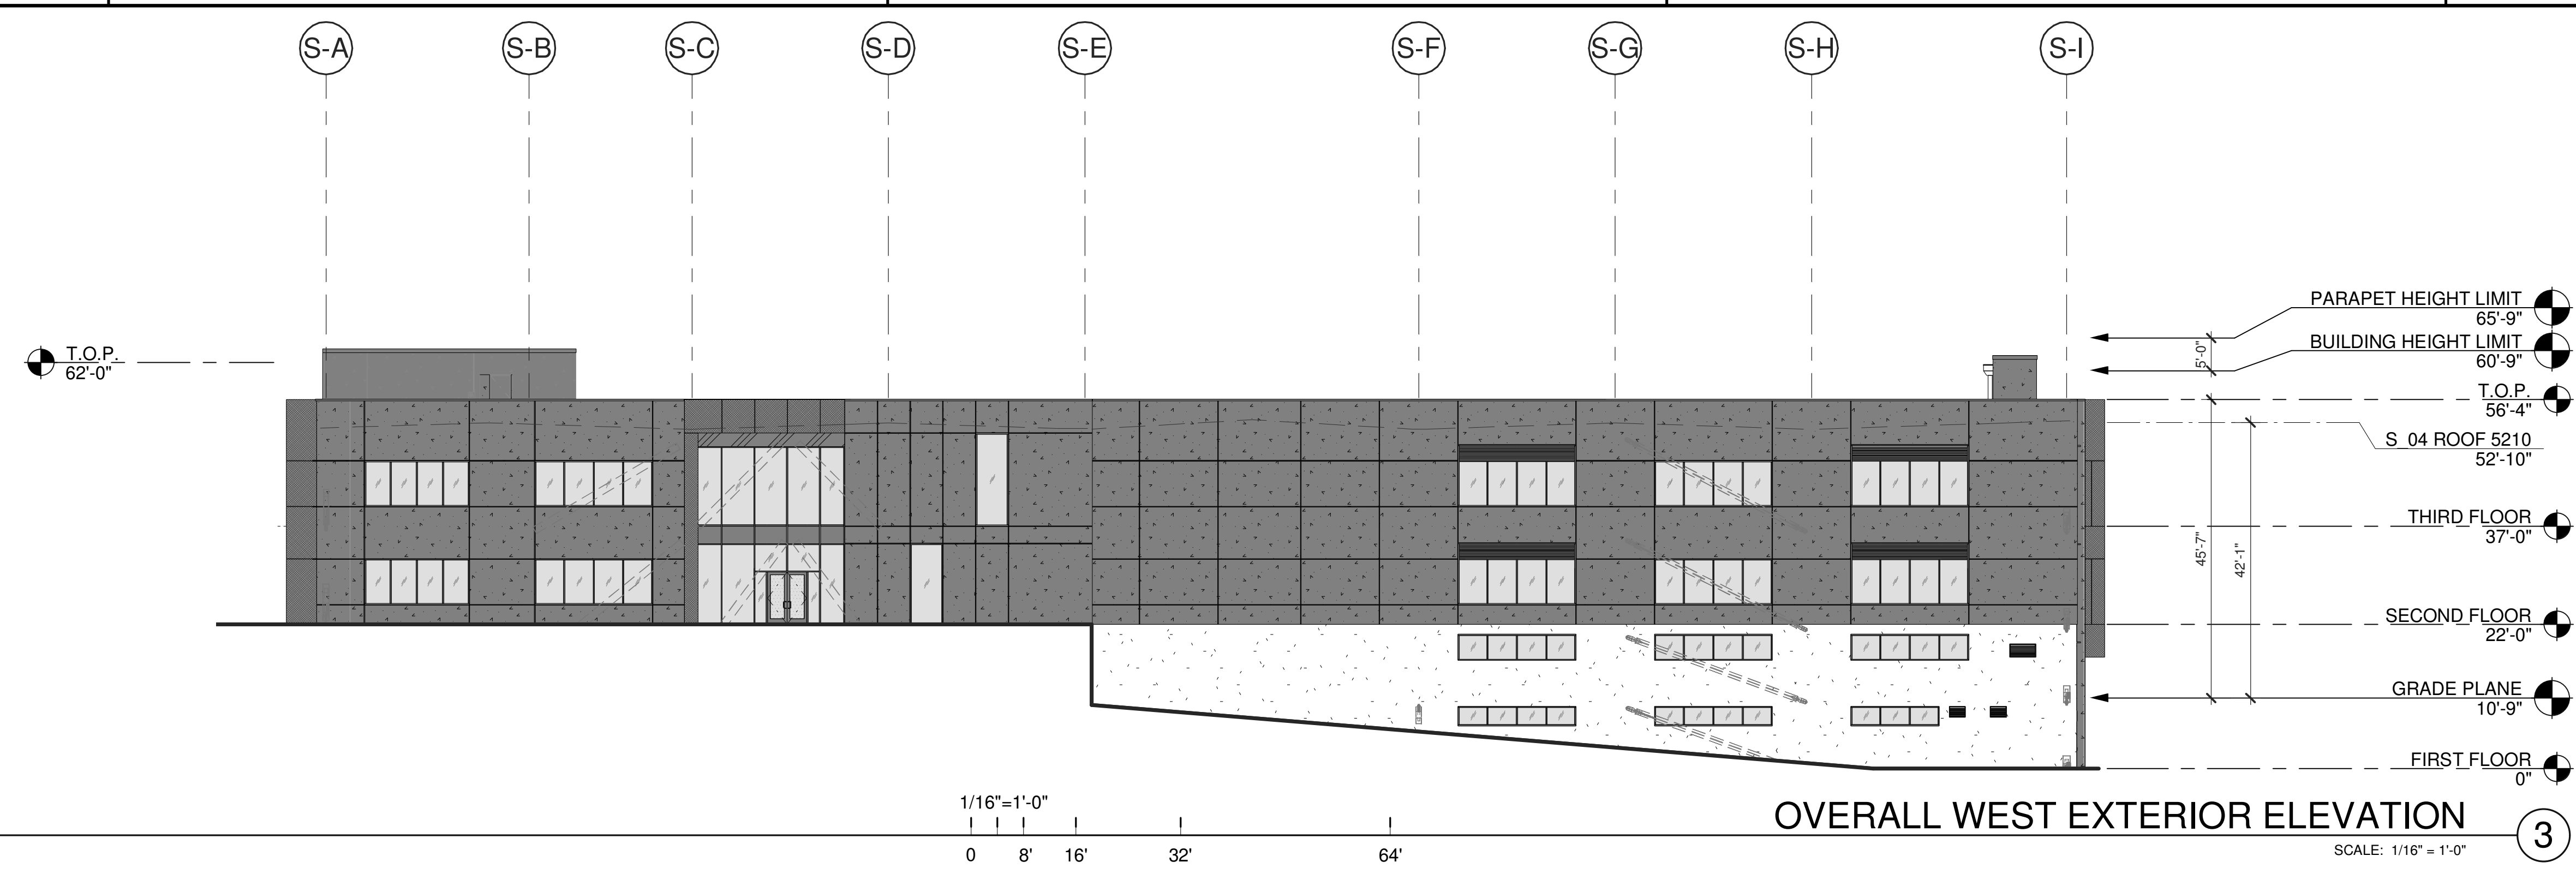 S-A S-B S-C S-D S-E S-F S-G S-H S-I
PARAPET HEIGHT LIMIT
65'-9"
BUILDING HEIGHT LIMIT
60'-9"
5'-0"
T.O.P.
62'-0"
T.O.P.
56'-4"
S_04 ROOF 5210
52'-10"
THIRD FLOOR
37'-0"
45'-7"
42'-1"
SECOND FLOOR
22'-0"
GRADE PLANE
10'-9"
FIRST FLOOR
0"
1/16"=1'-0"
0 8' 16' 32' 64'
OVERALL WEST EXTERIOR ELEVATION
3
SCALE: 1/16" = 1'-0"